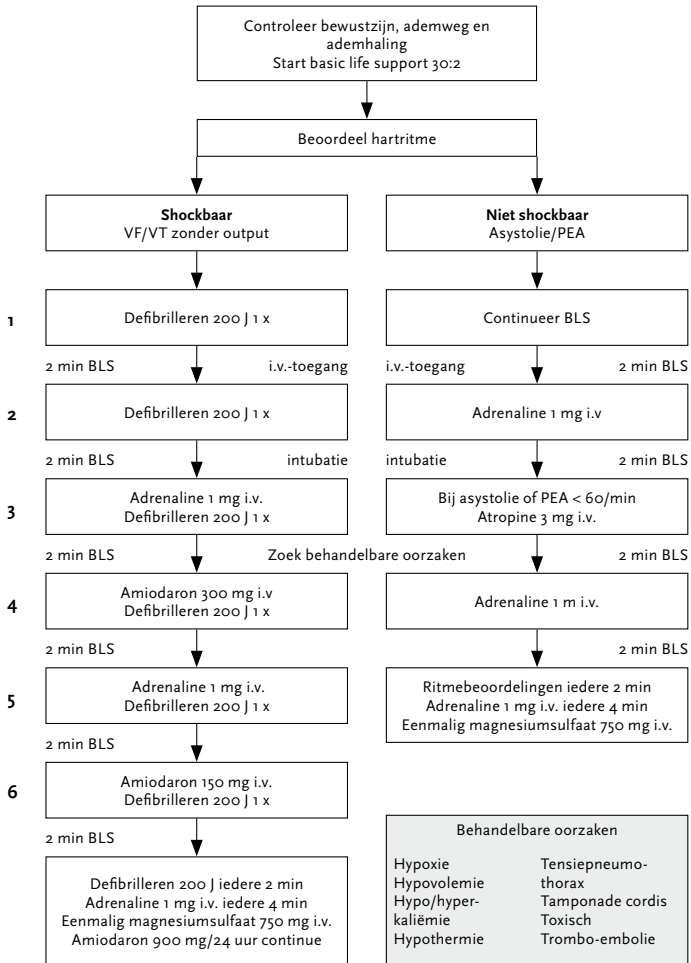 Controleer bewustzijn, ademweg en
ademhaling
Start basic life support 30:2
Beoordeel hartritme
Shockbaar
VF/VT zonder output
Niet shockbaar
Asystolie/PEA
1
Defibrilleren 200 J 1 x
Continueer BLS
2 min BLS
i.v.-toegang
i.v.-toegang
2 min BLS
2
Defibrilleren 200 J 1 x
Adrenaline 1 mg i.v
2 min BLS
intubatie
intubatie
2 min BLS
3
Adrenaline 1 mg i.v.
Defibrilleren 200 J 1 x
Bij asystolie of PEA < 60/min
Atropine 3 mg i.v.
2 min BLS
Zoek behandelbare oorzaken
2 min BLS
4
Amiodaron 300 mg i.v
Defibrilleren 200 J 1 x
Adrenaline 1 m i.v.
2 min BLS
2 min BLS
5
Adrenaline 1 mg i.v.
Defibrilleren 200 J 1 x
Ritmebeoordelingen iedere 2 min
Adrenaline 1 mg i.v. iedere 4 min
Eenmalig magnesiumsulfaat 750 mg i.v.
2 min BLS
6
Amiodaron 150 mg i.v.
Defibrilleren 200 J 1 x
2 min BLS
Defibrilleren 200 J iedere 2 min
Adrenaline 1 mg i.v. iedere 4 min
Eenmalig magnesiumsulfaat 750 mg i.v.
Amiodaron 900 mg/24 uur continue
Behandelbare oorzaken
Hypoxie
Hypovolemie
Hypo/hyper-
kaliëmie
Hypothermie
Tensiepneumo-
thorax
Tamponade cordis
Toxisch
Trombo-embolie